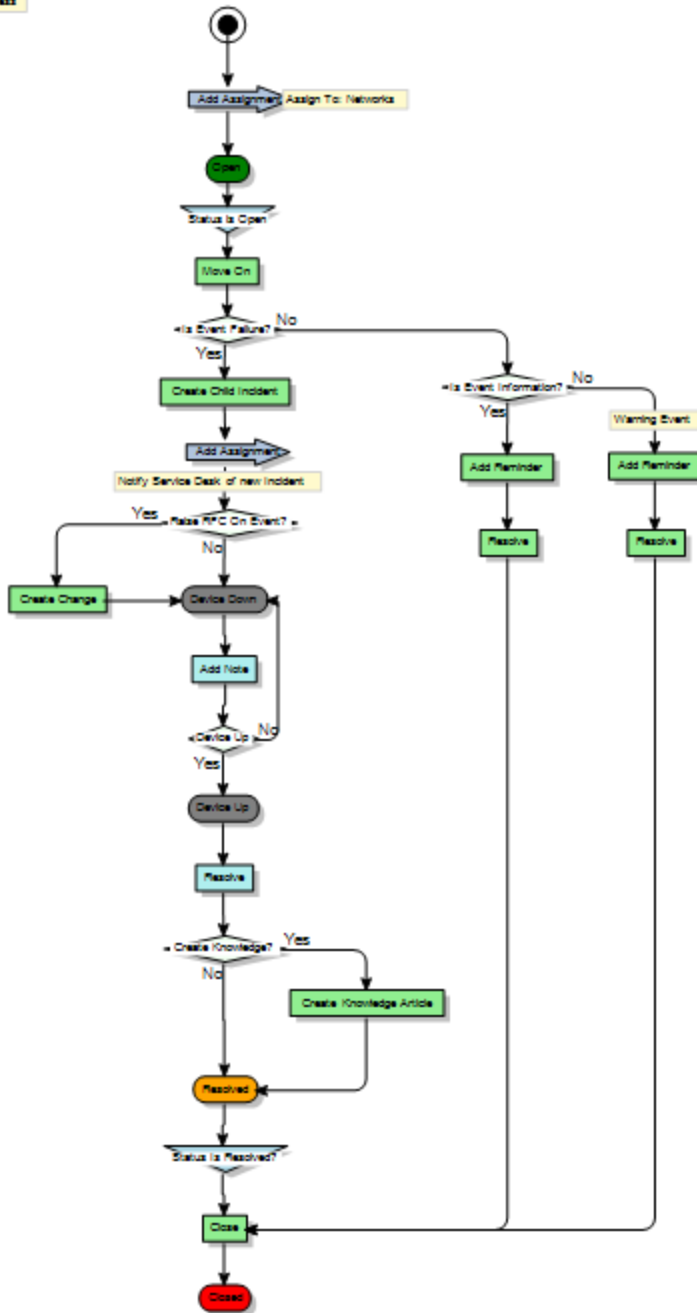 Add Assignment
Assign To: Networks
Open
Status is Open
Move On
Is Event Failure?
No
Yes
Create Child Incident
Is Event Information?
No
Yes
Warning Event
Add Assignment
Add Reminder
Add Reminder
Notify Service Desk of new Incident
Yes
Raise RFC On Event?
No
Resolve
Resolve
Create Change
Device Down
Add Note
Device Up
No
Yes
Device Up
Resolve
Create Knowledge?
Yes
No
Create Knowledge Article
Resolved
Status is Resolved?
Close
Closed